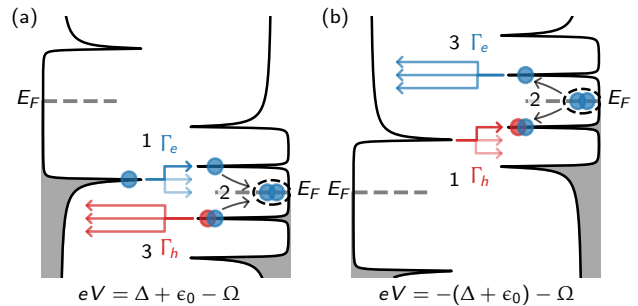 (a)
E_F
1 Γ_e
2
E_F
3 Γ_h
eV = Δ + ϵ_0 − Ω
(b)
3 Γ_e
2
E_F
1 Γ_h
E_F
eV = −(Δ + ϵ_0) − Ω